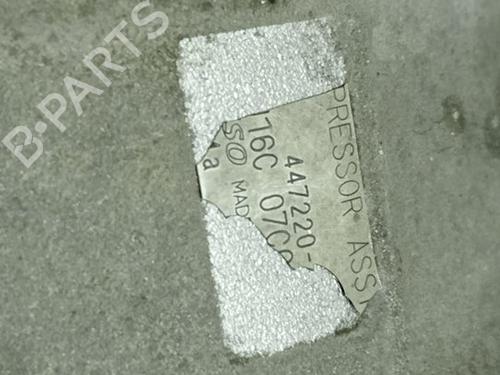 B-PARTS
PRESSOR ASS
447220-
16C 07C
SO MAD
a